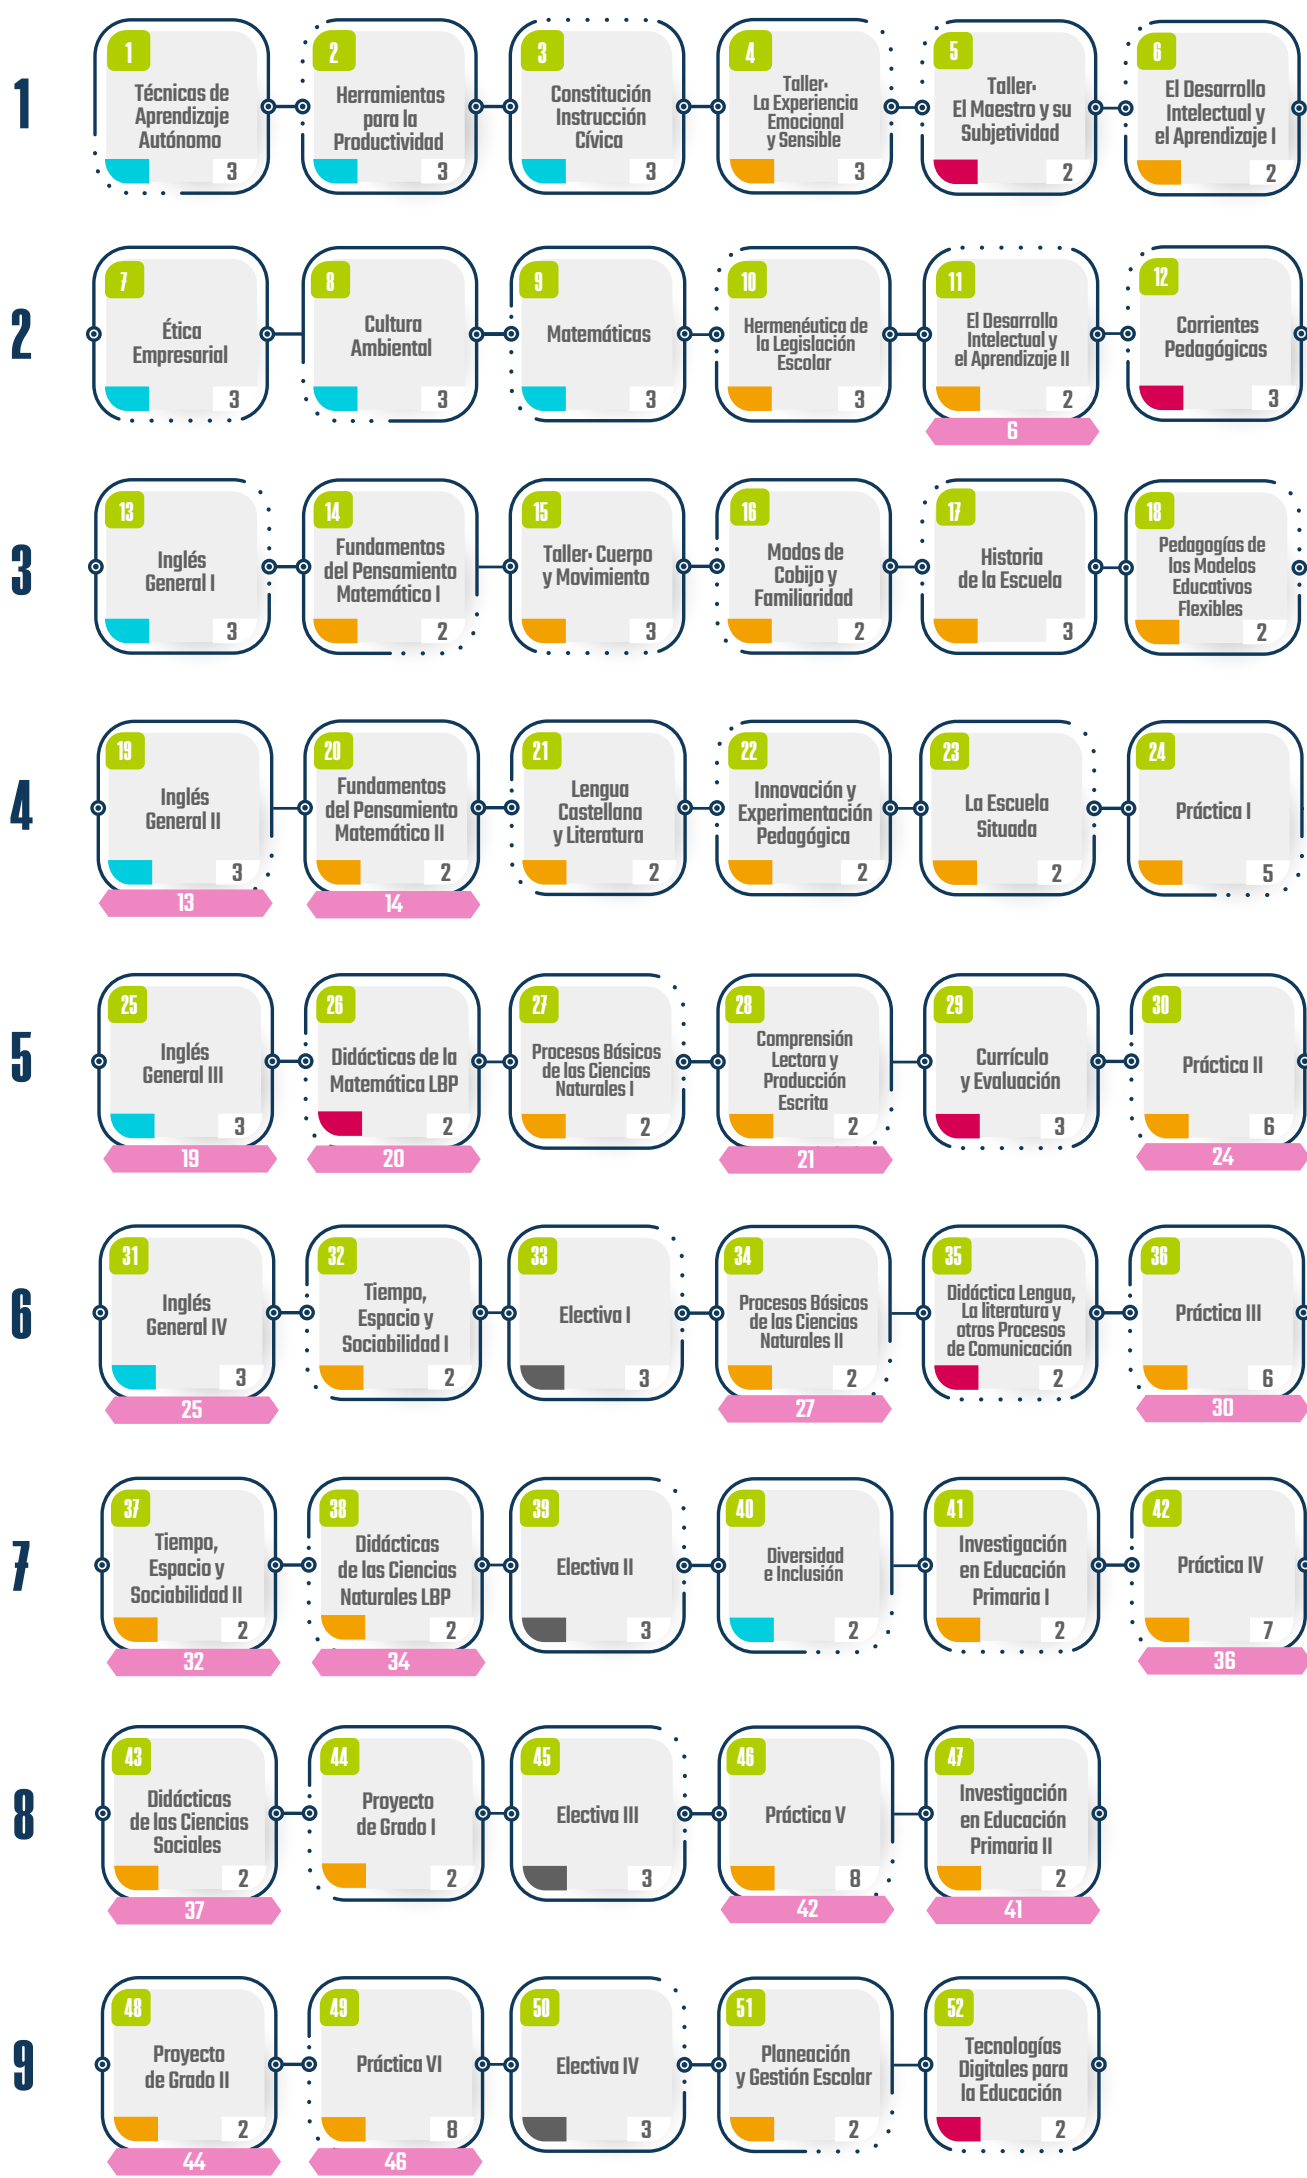 1
1
Técnicas de
Aprendizaje
Autónomo
3
2
Herramientas
para la
Productividad
3
3
Constitución
Instrucción
Cívica
3
4
Taller:
La Experiencia
Emocional
y Sensible
3
5
Taller:
El Maestro y su
Subjetividad
2
6
El Desarrollo
Intelectual y
el Aprendizaje I
2
2
7
Ética
Empresarial
3
8
Cultura
Ambiental
3
9
Matemáticas
3
10
Hermenéutica de
la Legislación
Escolar
3
11
El Desarrollo
Intelectual y
el Aprendizaje II
2
6
12
Corrientes
Pedagógicas
3
3
13
Inglés
General I
3
14
Fundamentos
del Pensamiento
Matemático I
2
15
Taller: Cuerpo
y Movimiento
3
16
Modos de
Cobijo y
Familiaridad
2
17
Historia
de la Escuela
3
18
Pedagogías de
los Modelos
Educativos
Flexibles
2
4
19
Inglés
General II
3
13
20
Fundamentos
del Pensamiento
Matemático II
2
14
21
Lengua
Castellana
y Literatura
2
22
Innovación y
Experimentación
Pedagógica
2
23
La Escuela
Situada
2
24
Práctica I
5
5
25
Inglés
General III
3
19
26
Didácticas de la
Matemática LBP
2
20
27
Procesos Básicos
de las Ciencias
Naturales I
2
28
Comprensión
Lectora y
Producción
Escrita
2
21
29
Currículo
y Evaluación
3
30
Práctica II
6
24
6
31
Inglés
General IV
3
25
32
Tiempo,
Espacio y
Sociabilidad I
2
33
Electiva I
3
34
Procesos Básicos
de las Ciencias
Naturales II
2
27
35
Didáctica Lengua,
La literatura y
otros Procesos
de Comunicación
2
36
Práctica III
6
30
7
37
Tiempo,
Espacio y
Sociabilidad II
2
32
38
Didácticas
de las Ciencias
Naturales LBP
2
34
39
Electiva II
3
40
Diversidad
e Inclusión
2
41
Investigación
en Educación
Primaria I
2
42
Práctica IV
7
36
8
43
Didácticas
de las Ciencias
Sociales
2
37
44
Proyecto
de Grado I
2
45
Electiva III
3
46
Práctica V
8
42
47
Investigación
en Educación
Primaria II
2
41
9
48
Proyecto
de Grado II
2
44
49
Práctica VI
8
46
50
Electiva IV
3
51
Planeación
y Gestión Escolar
2
52
Tecnologías
Digitales para
la Educación
2